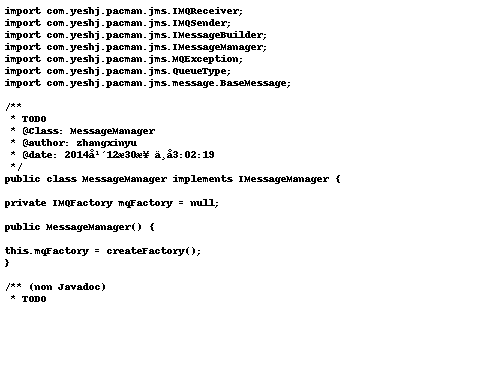 import com.yeshj.pacman.jms.IMQReceiver;
import com.yeshj.pacman.jms.IMQSender;
import com.yeshj.pacman.jms.IMessageBuilder;
import com.yeshj.pacman.jms.IMessageManager;
import com.yeshj.pacman.jms.MQException;
import com.yeshj.pacman.jms.QueueType;
import com.yeshj.pacman.jms.message.BaseMessage;
/**
* TODO
* @Class: MessageManager
* @author: zhangxinyu
* @date: 2014å¹´12æ30æ¥ ä¸å3:02:19
*/
public class MessageManager implements IMessageManager {
private IMQFactory mqFactory = null;
public MessageManager() {
this.mqFactory = createFactory();
}
/** (non Javadoc)
* TODO